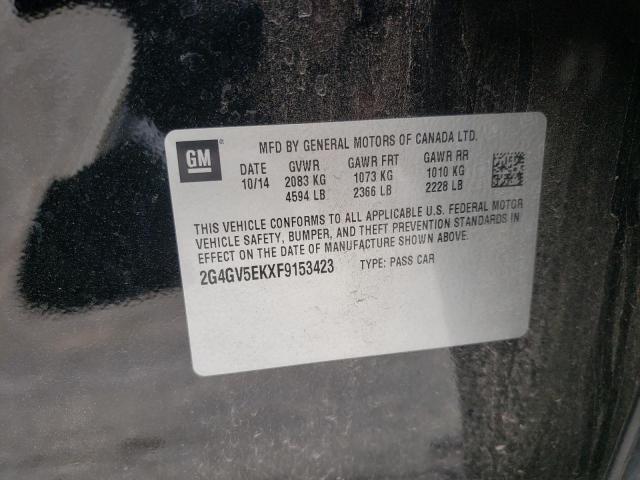 GM
MFD BY GENERAL MOTORS OF CANADA LTD.
DATE GVWR GAWR FRT GAWR RR
10/14 2083 KG 1073 KG 1010 KG
4594 LB 2366 LB 2228 LB
THIS VEHICLE CONFORMS TO ALL APPLICABLE U.S. FEDERAL MOTOR
VEHICLE SAFETY, BUMPER, AND THEFT PREVENTION STANDARDS IN
EFFECT ON THE DATE OF MANUFACTURE SHOWN ABOVE.
2G4GV5EKXF9153423 TYPE: PASS CAR